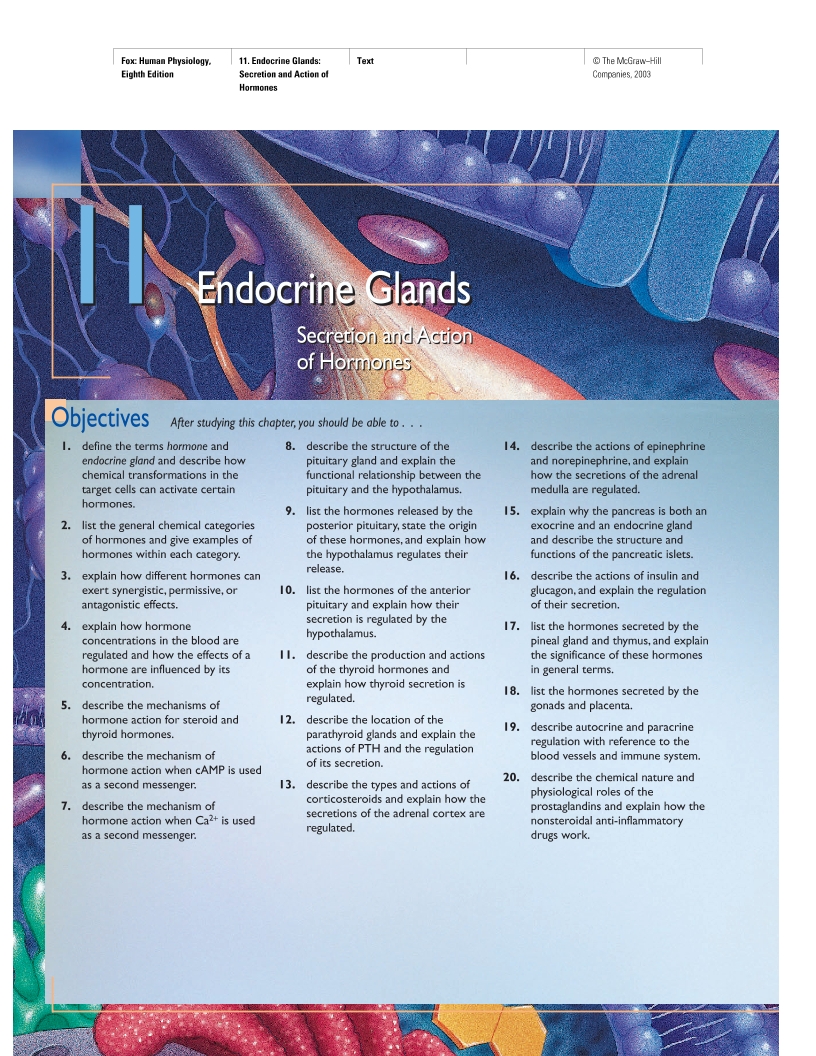 Fox: Human Physiology,
Eighth Edition
11. Endocrine Glands:
Secretion and Action of
Hormones
Text
© The McGraw−Hill
Companies, 2003
11
Endocrine Glands
Secretion and Action
of Hormones
Objectives After studying this chapter, you should be able to . . .
1. define the terms hormone and
endocrine gland and describe how
chemical transformations in the
target cells can activate certain
hormones.
2. list the general chemical categories
of hormones and give examples of
hormones within each category.
3. explain how different hormones can
exert synergistic, permissive, or
antagonistic effects.
4. explain how hormone
concentrations in the blood are
regulated and how the effects of a
hormone are influenced by its
concentration.
5. describe the mechanisms of
hormone action for steroid and
thyroid hormones.
6. describe the mechanism of
hormone action when cAMP is used
as a second messenger.
7. describe the mechanism of
hormone action when Ca²⁺ is used
as a second messenger.
8. describe the structure of the
pituitary gland and explain the
functional relationship between the
pituitary and the hypothalamus.
9. list the hormones released by the
posterior pituitary, state the origin
of these hormones, and explain how
the hypothalamus regulates their
release.
10. list the hormones of the anterior
pituitary and explain how their
secretion is regulated by the
hypothalamus.
11. describe the production and actions
of the thyroid hormones and
explain how thyroid secretion is
regulated.
12. describe the location of the
parathyroid glands and explain the
actions of PTH and the regulation
of its secretion.
13. describe the types and actions of
corticosteroids and explain how the
secretions of the adrenal cortex are
regulated.
14. describe the actions of epinephrine
and norepinephrine, and explain
how the secretions of the adrenal
medulla are regulated.
15. explain why the pancreas is both an
exocrine and an endocrine gland
and describe the structure and
functions of the pancreatic islets.
16. describe the actions of insulin and
glucagon, and explain the regulation
of their secretion.
17. list the hormones secreted by the
pineal gland and thymus, and explain
the significance of these hormones
in general terms.
18. list the hormones secreted by the
gonads and placenta.
19. describe autocrine and paracrine
regulation with reference to the
blood vessels and immune system.
20. describe the chemical nature and
physiological roles of the
prostaglandins and explain how the
nonsteroidal anti-inflammatory
drugs work.